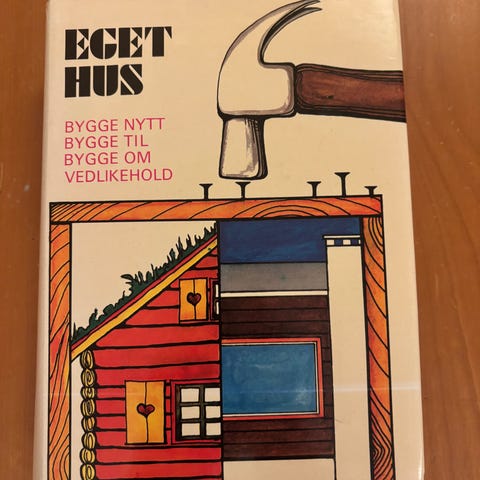 EGET
HUS
BYGGE NYTT
BYGGE TIL
BYGGE OM
VEDLIKEHOLD